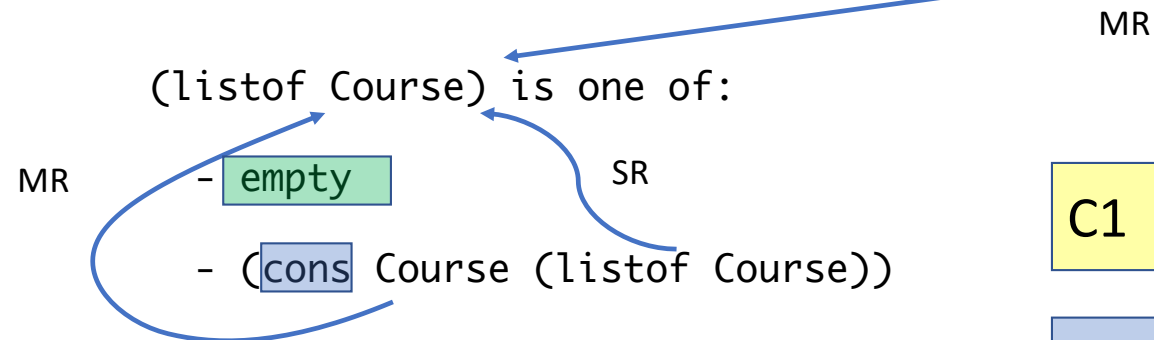 MR
(listof Course) is one of:
MR
- empty
SR
C1
- (cons Course (listof Course))